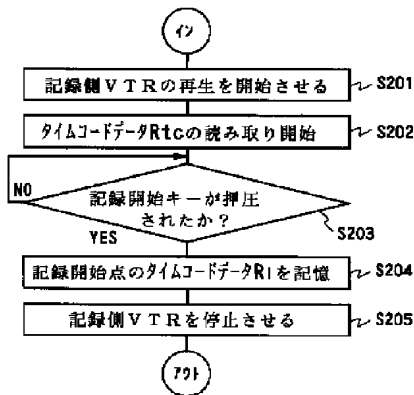 イン
記録側VTRの再生を開始させる
S201
タイムコードデータRtcの読み取り開始
S202
記録開始キーが押圧
されたか?
NO
S203
YES
記録開始点のタイムコードデータRiを記憶
S204
記録側VTRを停止させる
S205
アウト